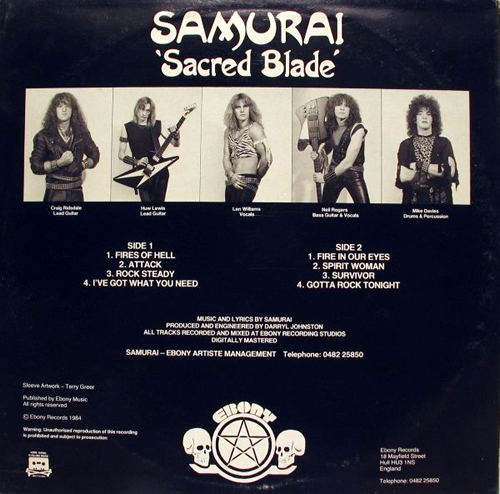 SAMURAI
'Sacred Blade'
Craig Risdale
Lead Guitar
Huw Lewis
Lead Guitar
Len Williams
Vocals
Neil Rogers
Bass Guitar & Vocals
Mike Davies
Drums & Percussion
SIDE 1
1. FIRES OF HELL
2. ATTACK
3. ROCK STEADY
4. I'VE GOT WHAT YOU NEED
SIDE 2
1. FIRE IN OUR EYES
2. SPIRIT WOMAN
3. SURVIVOR
4. GOTTA ROCK TONIGHT
MUSIC AND LYRICS BY SAMURAI
PRODUCED AND ENGINEERED BY DARRYL JOHNSTON
ALL TRACKS RECORDED AND MIXED AT EBONY RECORDING STUDIOS
DIGITALLY MASTERED
SAMURAI – EBONY ARTISTE MANAGEMENT Telephone: 0482 25850
Sleeve Artwork – Terry Greer
Published by Ebony Music
All rights reserved
© Ebony Records 1984
Warning: Unauthorised reproduction of this recording
is prohibited and subject to prosecution
EBONY
Ebony Records
18 Mayfield Street
Hull HU3 1NS
England
Telephone: 0482 25850